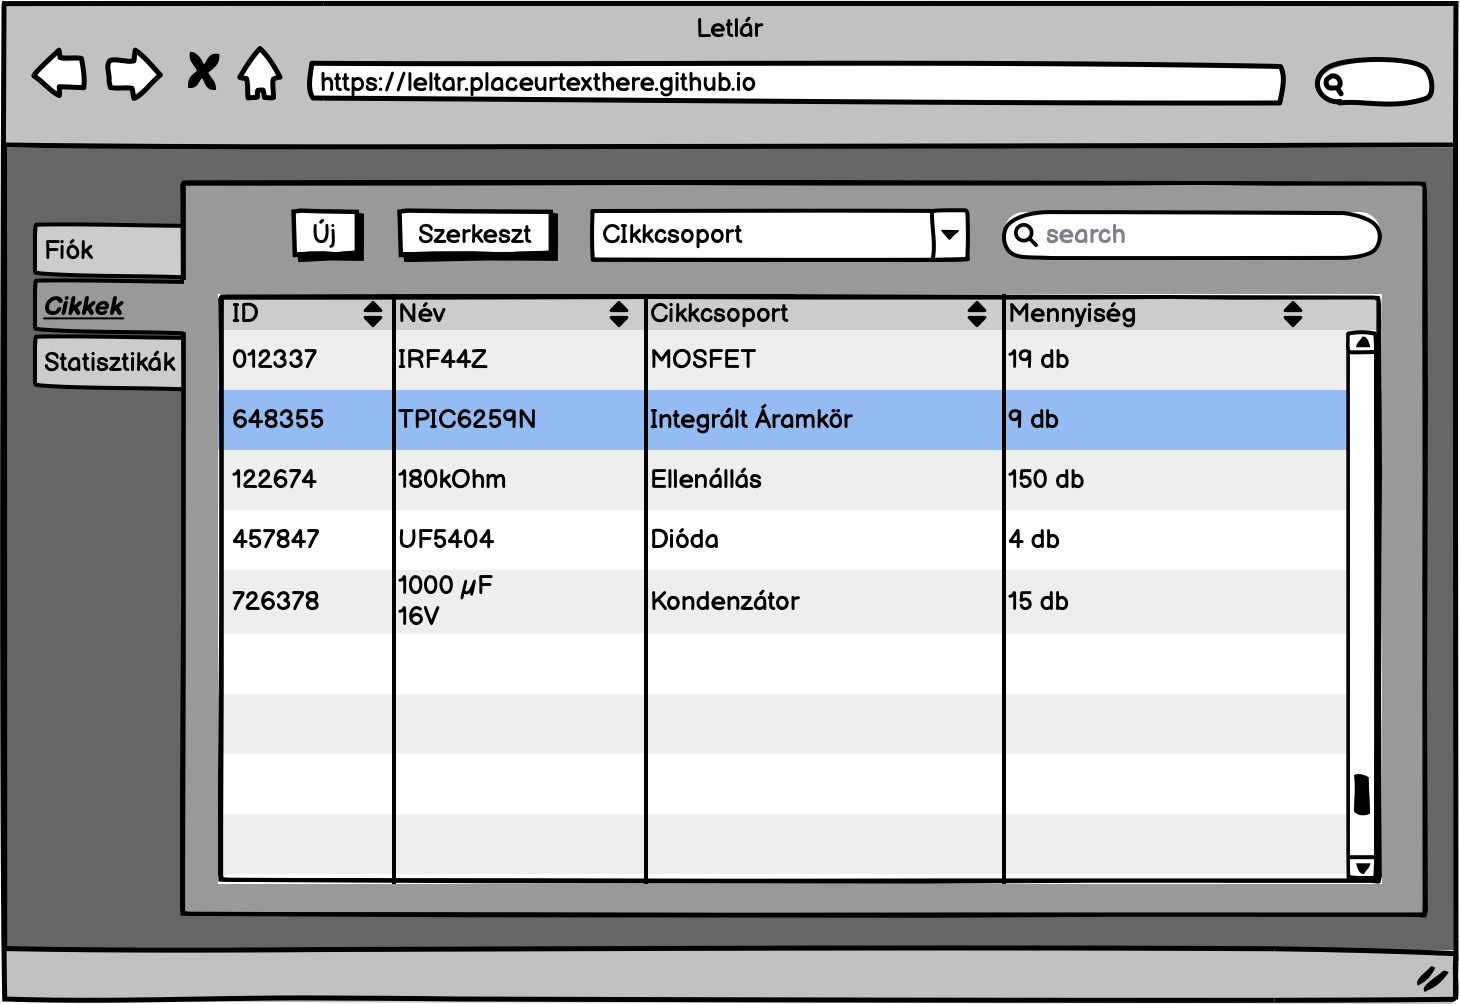 Letlár
https://leltar.placeurtexthere.github.io
Új
Szerkeszt
CIkkcsoport
search
Fiók
Cikkek
Statisztikák
ID Név Cikkcsoport Mennyiség
012337 IRF44Z MOSFET 19 db
648355 TPIC6259N Integrált Áramkör 9 db
122674 180kOhm Ellenállás 150 db
457847 UF5404 Dióda 4 db
726378 1000 µF Kondenzátor 15 db
16V